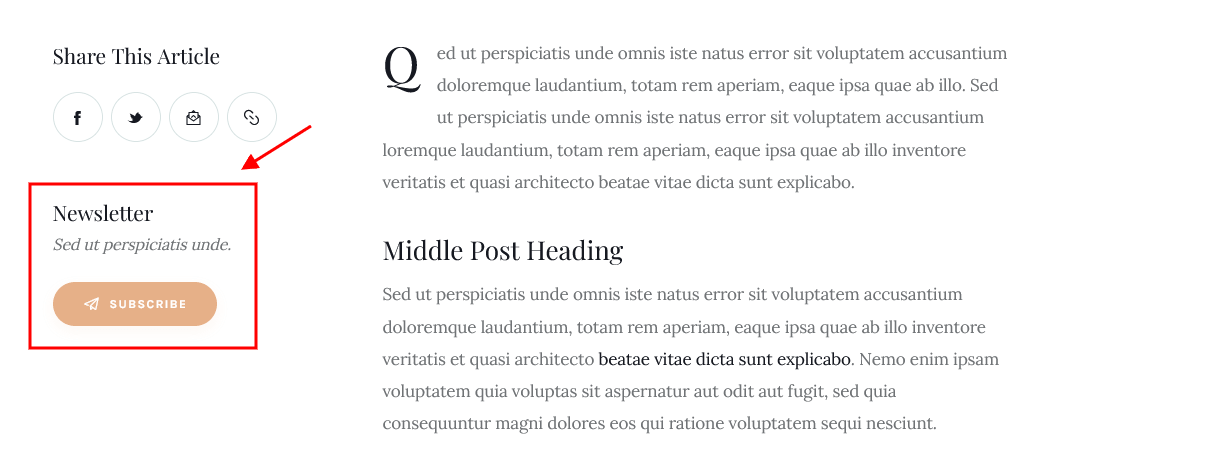 Share This Article
Newsletter
Sed ut perspiciatis unde.
SUBSCRIBE
Qed ut perspiciatis unde omnis iste natus error sit voluptatem accusantium
doloremque laudantium, totam rem aperiam, eaque ipsa quae ab illo. Sed
ut perspiciatis unde omnis iste natus error sit voluptatem accusantium
loremque laudantium, totam rem aperiam, eaque ipsa quae ab illo inventore
veritatis et quasi architecto beatae vitae dicta sunt explicabo.
Middle Post Heading
Sed ut perspiciatis unde omnis iste natus error sit voluptatem accusantium
doloremque laudantium, totam rem aperiam, eaque ipsa quae ab illo inventore
veritatis et quasi architecto beatae vitae dicta sunt explicabo. Nemo enim ipsam
voluptatem quia voluptas sit aspernatur aut odit aut fugit, sed quia
consequuntur magni dolores eos qui ratione voluptatem sequi nesciunt.